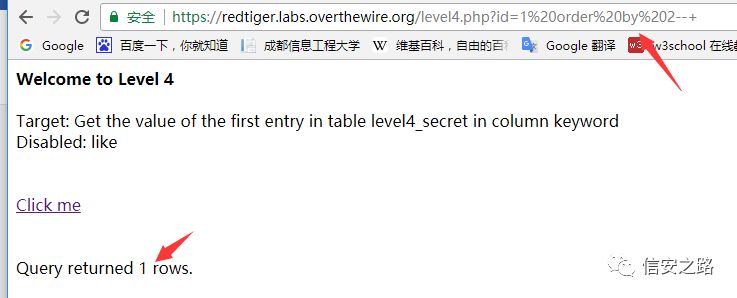 安全 https://redtiger.labs.overthewire.org/level4.php?id=1%20order%20by%202--+
Google 百度一下,你就知道 成都信息工程大学 W 维基百科,自由的百科 Google 翻译 w3 w3school 在线
Welcome to Level 4
Target: Get the value of the first entry in table level4_secret in column keyword
Disabled: like
Click me
Query returned 1 rows.
信安之路